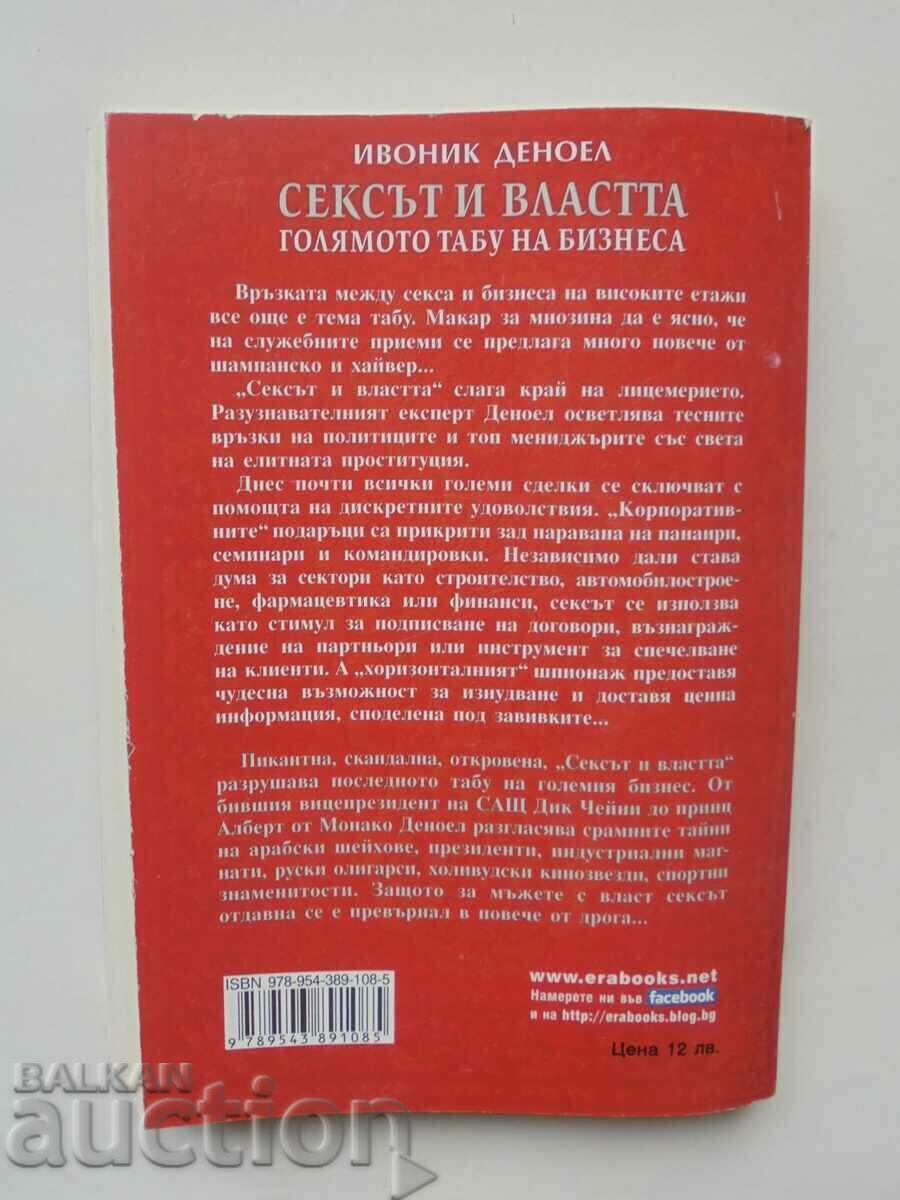 ИВОНИК ДЕНОЕЛ
СЕКСЪТ И ВЛАСТТА
ГОЛЯМОТО ТАБУ НА БИЗНЕСА
Връзката между секса и бизнеса на високите етажи
все още е тема табу. Макар за мнозина да е ясно, че
на служебните приеми се предлага много повече от
шампанско и хайвер...
„Сексът и властта“ слага край на лицемерието.
Разузнавателният експерт Деноел осветлява тесните
връзки на политиците и топ мениджърите със света
на елитната проституция.
Днес почти всички големи сделки се сключват с
помощта на дискретните удоволствия. „Корпоратив-
ните“ подаръци са прикрити зад паравана на панаири,
семинари и командировки. Независимо дали става
дума за сектори като строителство, автомобилострое-
не, фармацевтика или финанси, сексът се използва
като стимул за подписване на договори, възнаграж-
дение на партньори или инструмент за спечелване
на клиенти. А „хоризонталният“ шпионаж предоставя
чудесна възможност за изнудване и доставя ценна
информация, споделена под завивките...
Пикантна, скандална, откровена, „Сексът и властта“
разрушава последното табу на големия бизнес. От
бившия вицепрезидент на САЩ Дик Чейни до принц
Алберт от Монако Деноел разгласява срамните тайни
на арабски шейхове, президенти, индустриални маг-
нати, руски олигарси, холивудски кинозвезди, спортни
знаменитости. Защото за мъжете с власт сексът
отдавна се е превърнал в повече от дрога...
ISBN 978-954-389-108-5
9 789543 891085
www.erabooks.net
Намерете ни във facebook
и на http://erabooks.blog.bg
Цена 12 лв.
BALKAN
auction